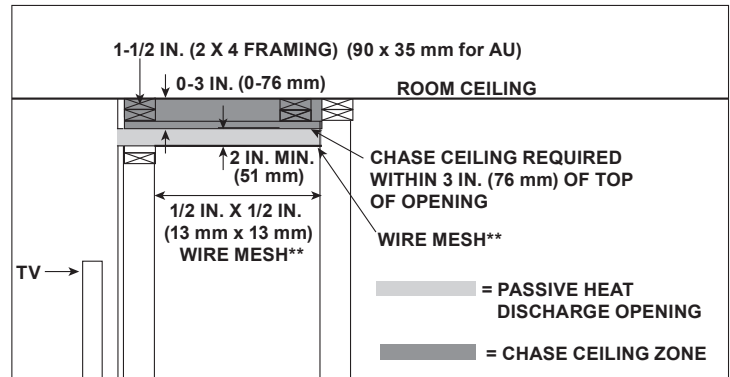 1-1/2 IN. (2 X 4 FRAMING) (90 x 35 mm for AU)
0-3 IN. (0-76 mm)
ROOM CEILING
2 IN. MIN.
(51 mm)
CHASE CEILING REQUIRED
WITHIN 3 IN. (76 mm) OF TOP
OF OPENING
1/2 IN. X 1/2 IN.
(13 mm x 13 mm)
WIRE MESH**
WIRE MESH**
TV
= PASSIVE HEAT
DISCHARGE OPENING
= CHASE CEILING ZONE